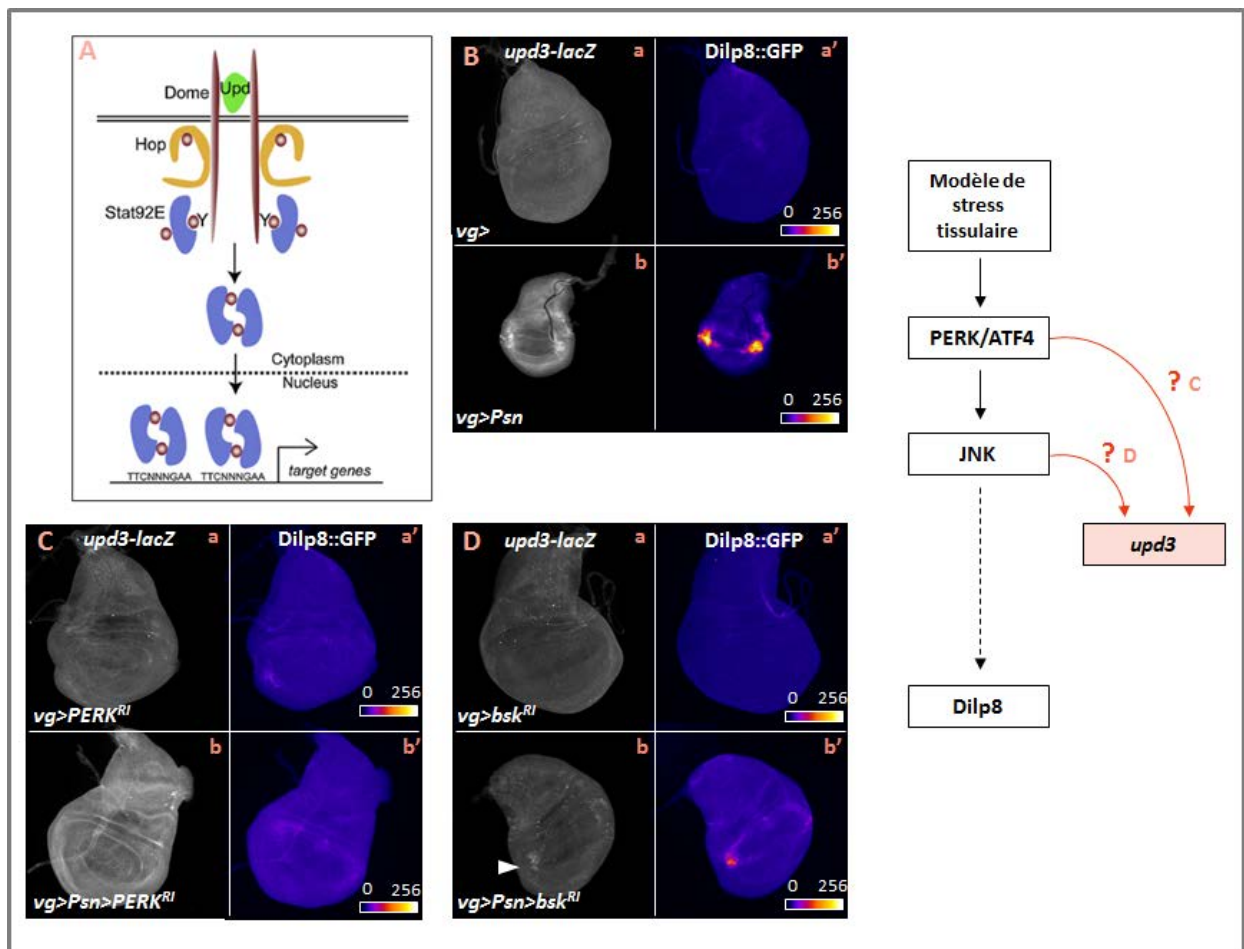 A
Dome
Upd
Hop
Stat92E
Y
Y
Cytoplasm
Nucleus
TTCNNNGAA
TTCNNNGAA
target genes
B
upd3-lacZ
a
Dilp8::GFP
a’
vg>
0 256
b
b’
vg>Psn
0 256
Modèle de
stress
tissulaire
PERK/ATF4
? C
JNK
? D
upd3
Dilp8
C
upd3-lacZ
a
Dilp8::GFP
a’
vg>PERKᴿᴵ
0 256
b
b’
vg>Psn>PERKᴿᴵ
0 256
D
upd3-lacZ
a
Dilp8::GFP
a’
vg>bskᴿᴵ
0 256
b
b’
vg>Psn>bskᴿᴵ
0 256